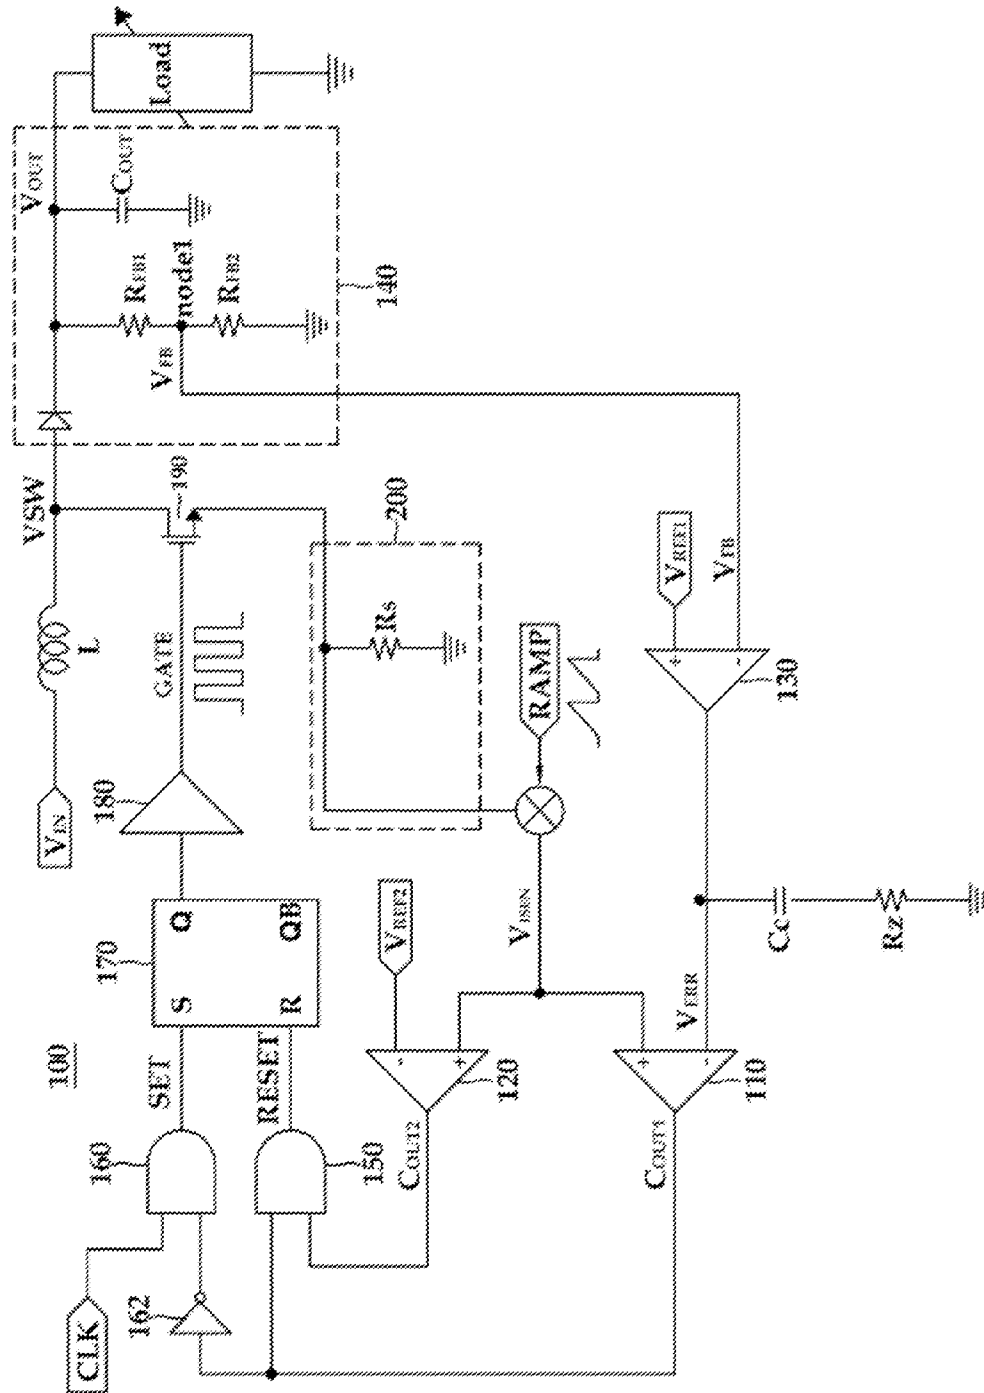 100
CLK
162
160
SET
150
RESET
170
S
Q
R
QB
180
GATE
VIN
L
VSW
190
VOUT
COUT
RFB1
node1
RFB2
VFB
140
Load
200
Rs
RAMP
VISEN
VREF2
120
COUT2
110
COUT1
VERR
CC
RZ
130
VREF1
VFB
+
-
+
-
+
-